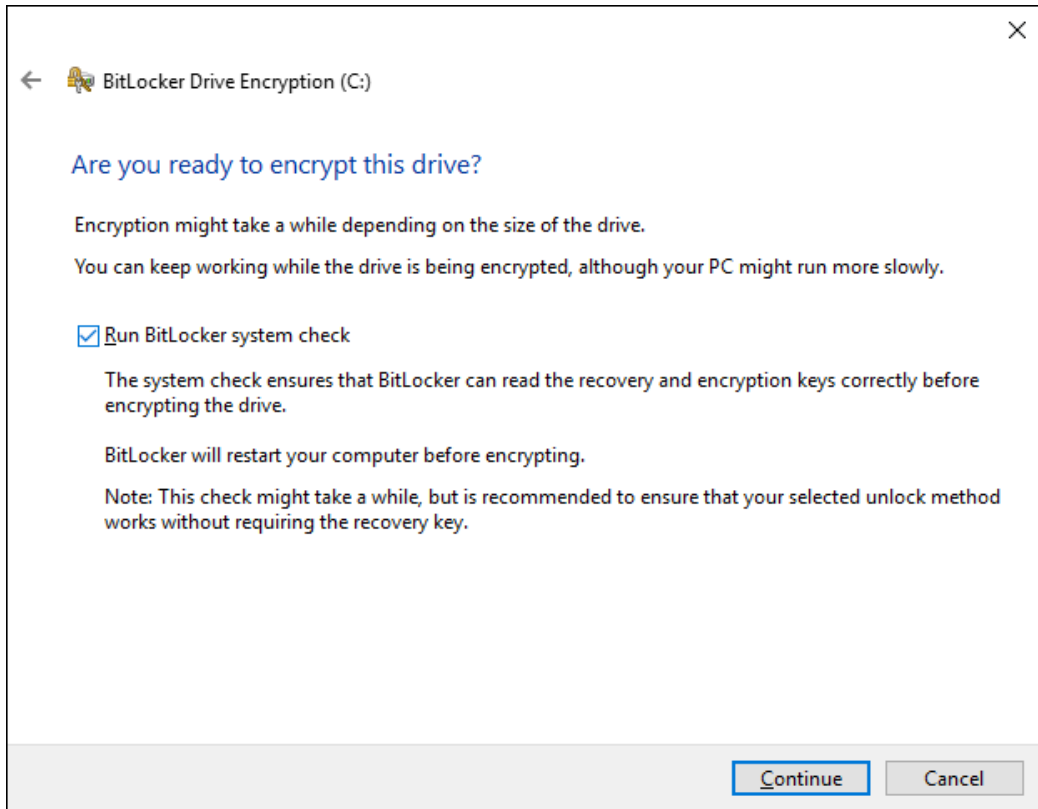 BitLocker Drive Encryption (C:)
Are you ready to encrypt this drive?
Encryption might take a while depending on the size of the drive.
You can keep working while the drive is being encrypted, although your PC might run more slowly.
Run BitLocker system check
The system check ensures that BitLocker can read the recovery and encryption keys correctly before
encrypting the drive.
BitLocker will restart your computer before encrypting.
Note: This check might take a while, but is recommended to ensure that your selected unlock method
works without requiring the recovery key.
Continue
Cancel